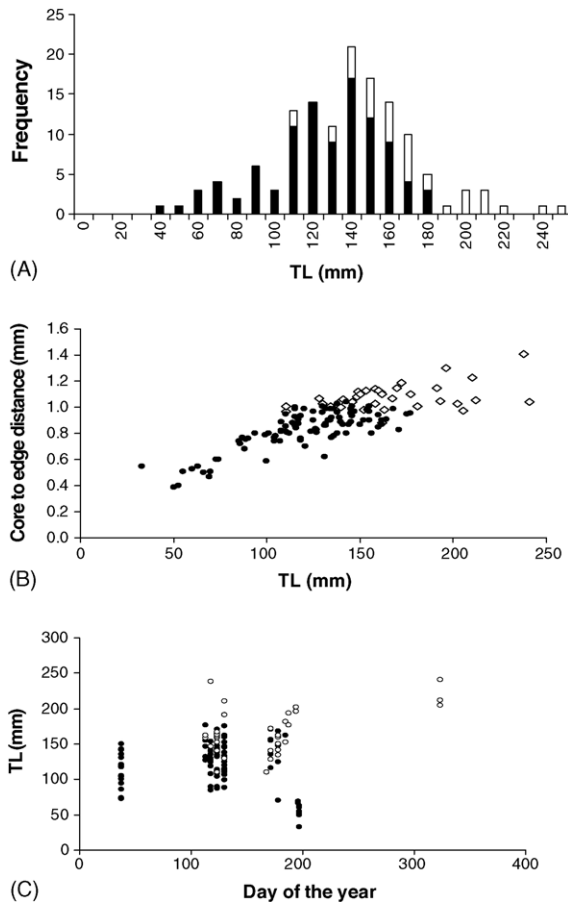 25
20
15
10
5
0
Frequency
0 20 40 60 80 100 120 140 160 180 200 220 240
TL (mm)
(A)
1.6
1.4
1.2
1.0
0.8
0.6
0.4
0.2
0.0
Core to edge distance (mm)
0 50 100 150 200 250
TL (mm)
(B)
300
250
200
150
100
50
0
TL(mm)
0 100 200 300 400
Day of the year
(C)